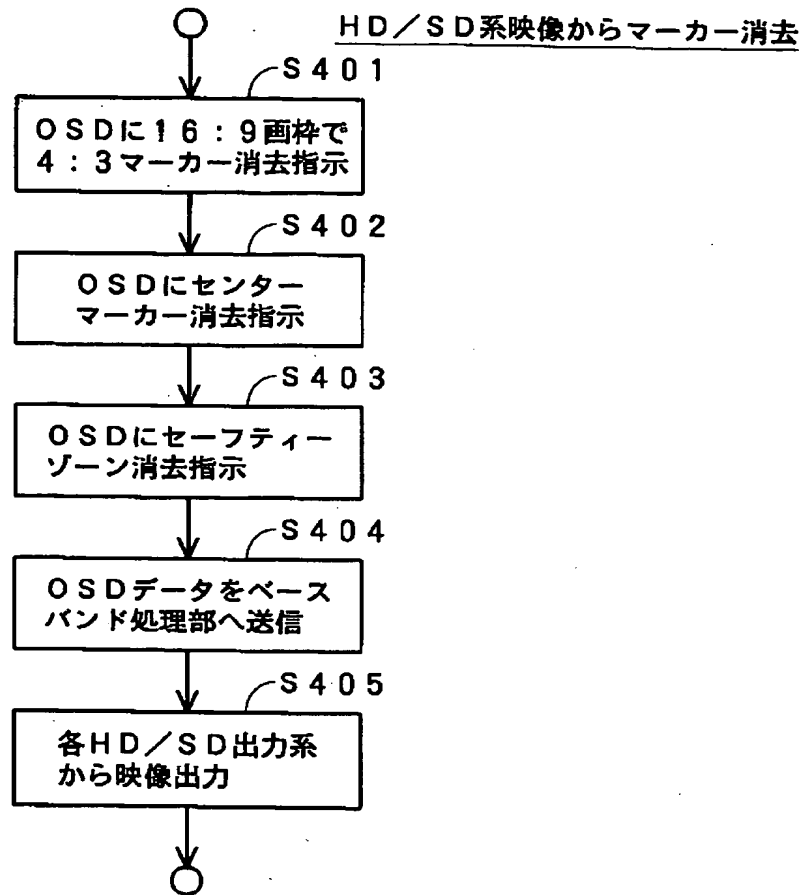 HD/SD系映像からマーカー消去
S401
OSDに16:9画枠で
4:3マーカー消去指示
S402
OSDにセンター
マーカー消去指示
S403
OSDにセーフティー
ゾーン消去指示
S404
OSDデータをベース
バンド処理部へ送信
S405
各HD/SD出力系
から映像出力